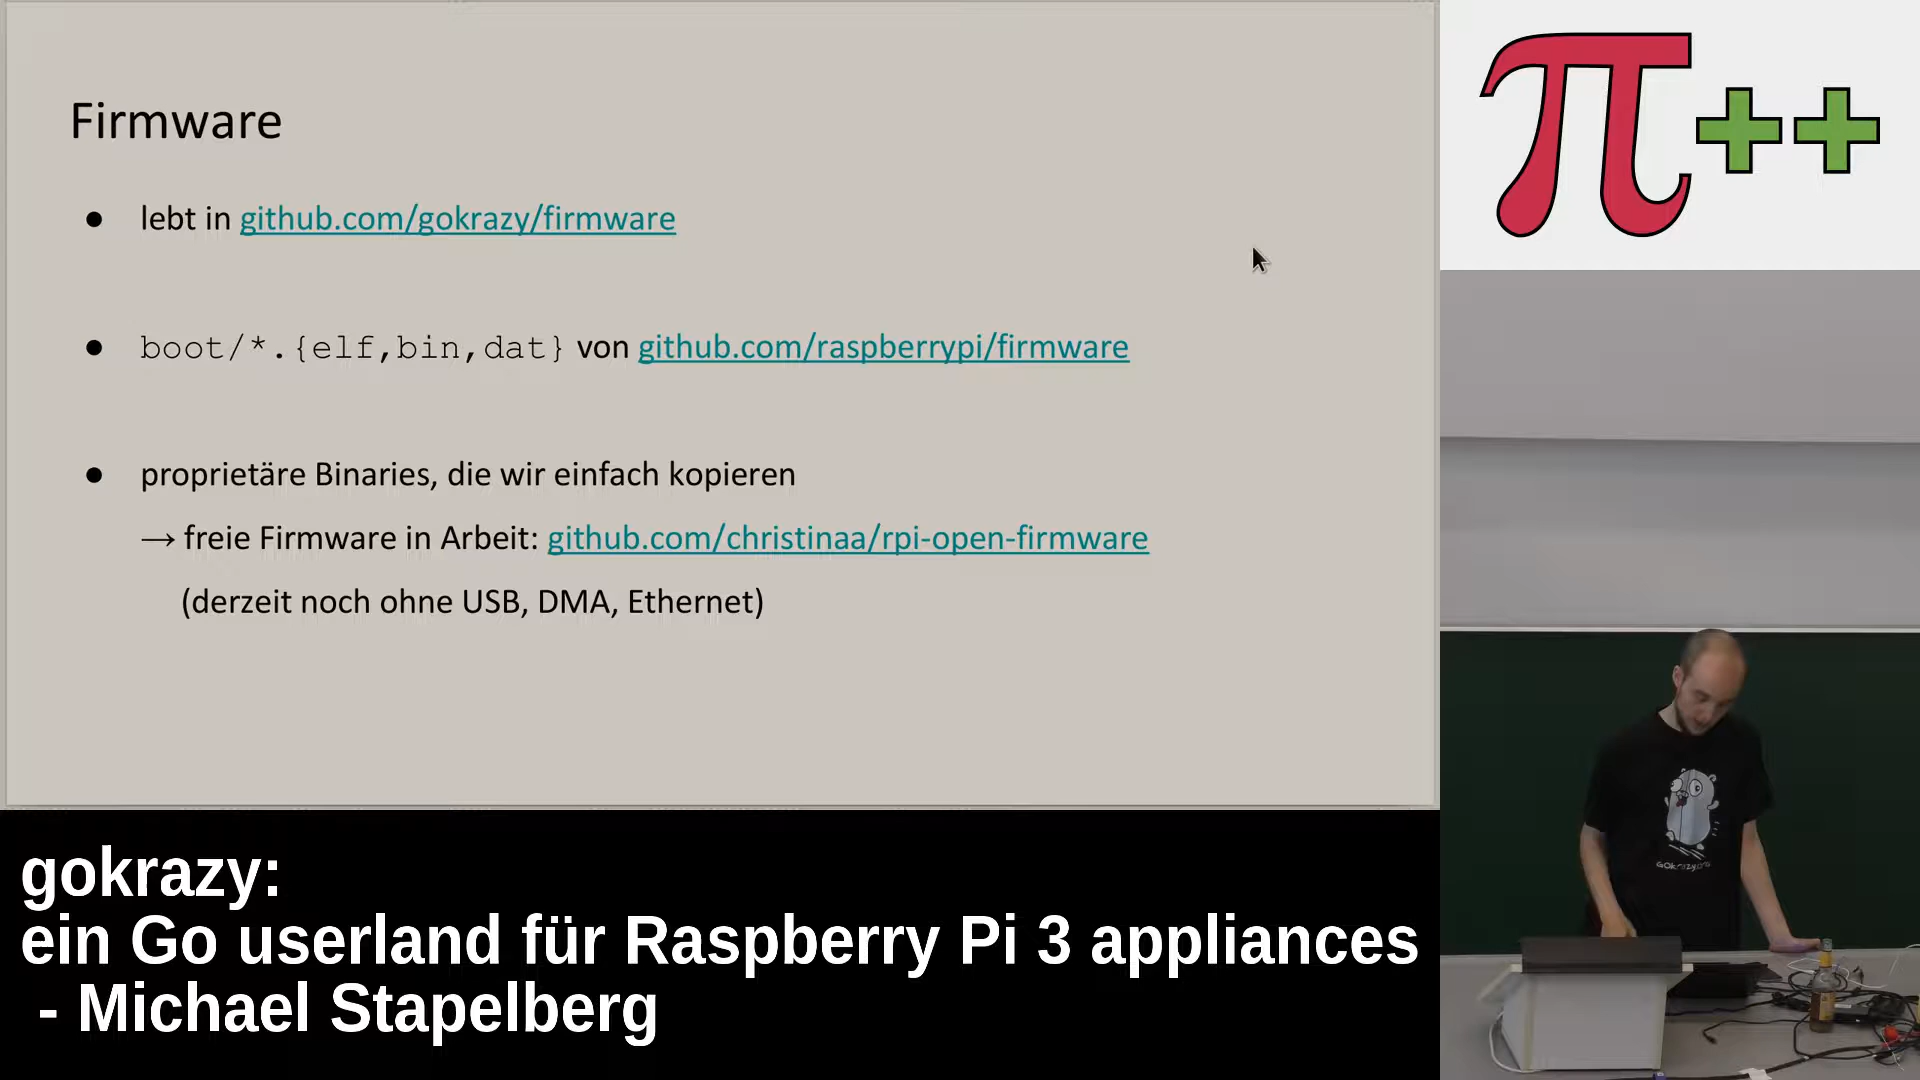 Firmware
● lebt in github.com/gokrazy/firmware
● boot/*.{elf,bin,dat} von github.com/raspberrypi/firmware
● proprietäre Binaries, die wir einfach kopieren
→ freie Firmware in Arbeit: github.com/christinaa/rpi-open-firmware
(derzeit noch ohne USB, DMA, Ethernet)
π++
gokrazy:
ein Go userland für Raspberry Pi 3 appliances
- Michael Stapelberg